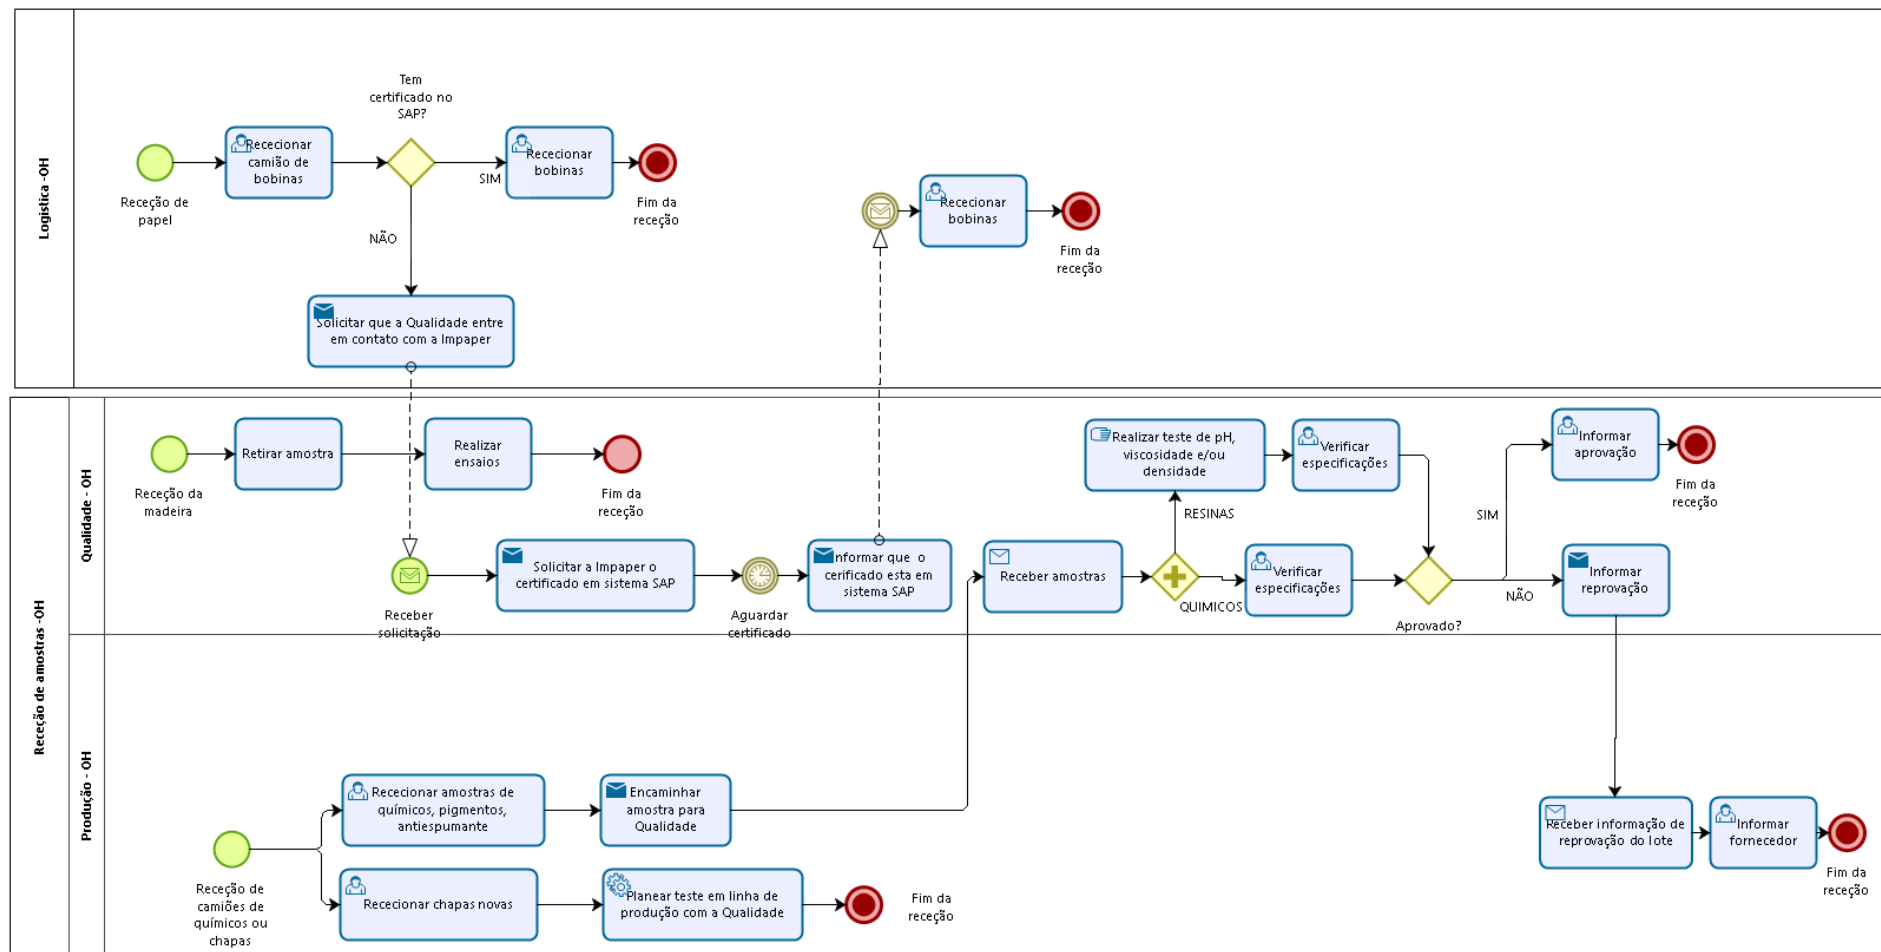 Logistica -OH
Tem
certificado no
SAP?
Rececionar
camião de
bobinas
SIM
Rececionar
bobinas
Receção de
papel
Fim da
receção
NÃO
Rececionar
bobinas
Fim da
receção
Solicitar que a Qualidade entre
em contato com a Impaper
Receção de amostras -OH
Qualidade - OH
Retirar amostra
Realizar
ensaios
Receção da
madeira
Fim da
receção
Realizar teste de pH,
viscosidade e/ou
densidade
Verificar
especificações
Informar
aprovação
Fim da
receção
RESINAS
SIM
Solicitar a Impaper o
certificado em sistema SAP
Informar que o
cerificado esta em
sistema SAP
Receber amostras
QUIMICOS
Verificar
especificações
NÃO
Informar
reprovação
Receber
solicitação
Aguardar
certificado
Aprovado?
Produção - OH
Rececionar amostras de
químicos, pigmentos,
antiespumante
Encaminhar
amostra para
Qualidade
Receber informação de
reprovação do lote
Informar
fornecedor
Fim da
receção
Receção de
camiões de
químicos ou
chapas
Rececionar chapas novas
Planear teste em linha de
produção com a Qualidade
Fim da
receção